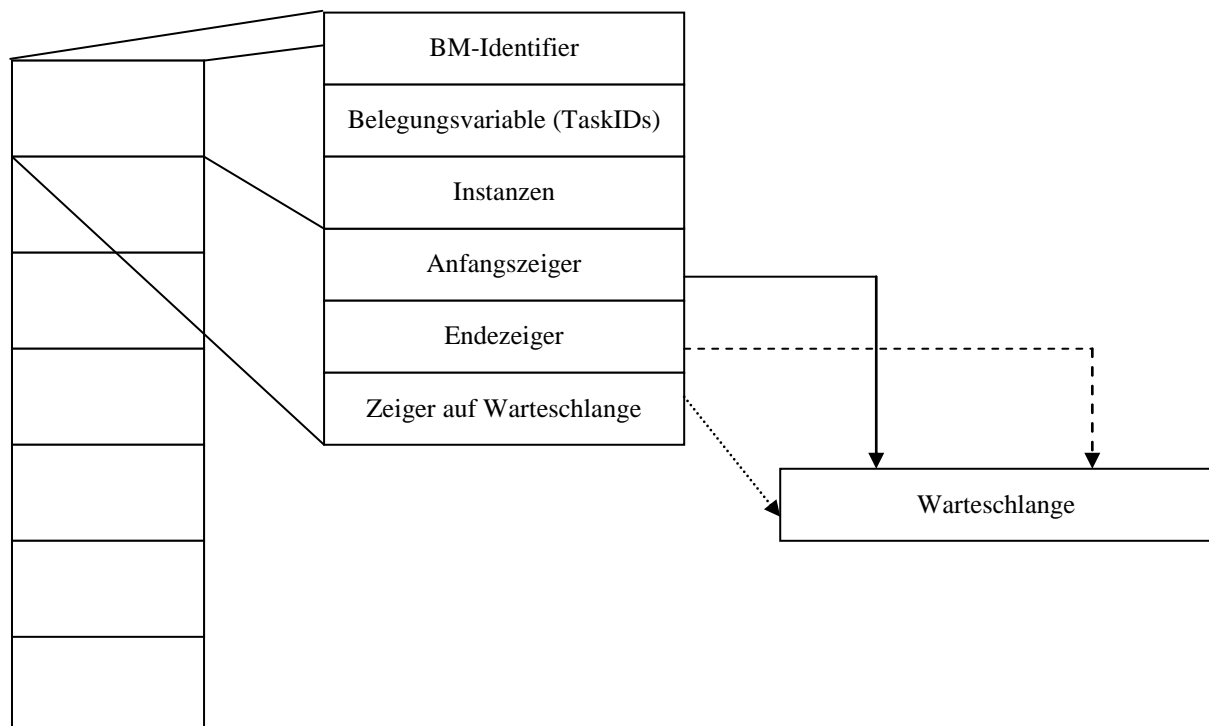 BM-Identifier
Belegungsvariable (TaskIDs)
Instanzen
Anfangszeiger
Endezeiger
Zeiger auf Warteschlange
Warteschlange